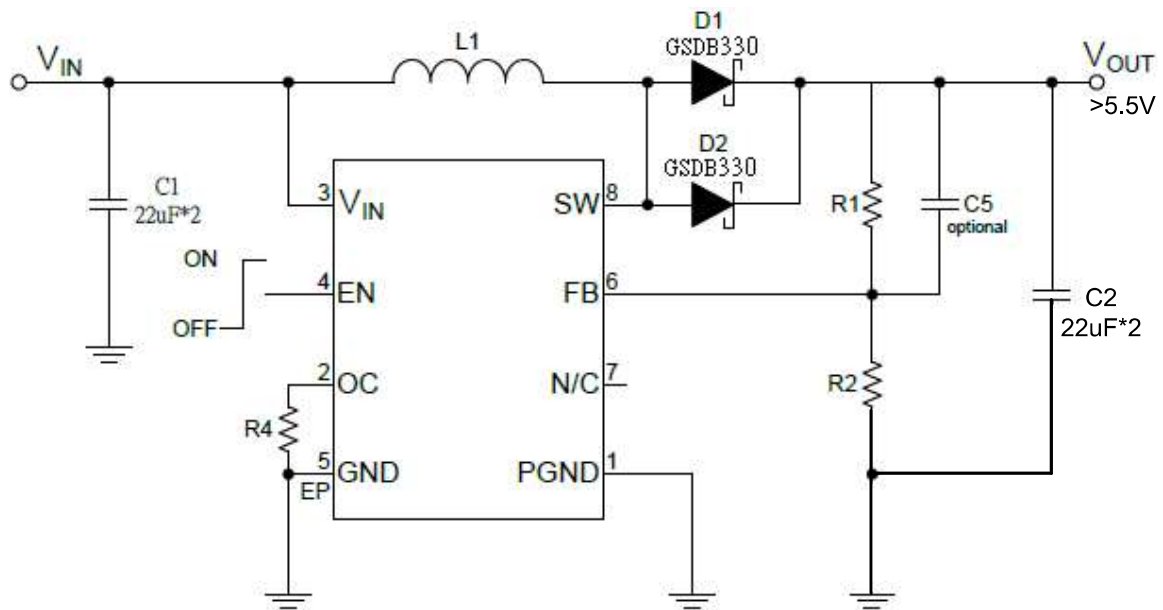 D1
GSDB330
L1
VIN
VOUT
>5.5V
D2
GSDB330
C1
22uF*2
3
VIN
SW
8
R1
C5
optional
ON
4
EN
FB
6
OFF
C2
22uF*2
2
OC
N/C
7
R2
R4
5
GND
EP
PGND
1